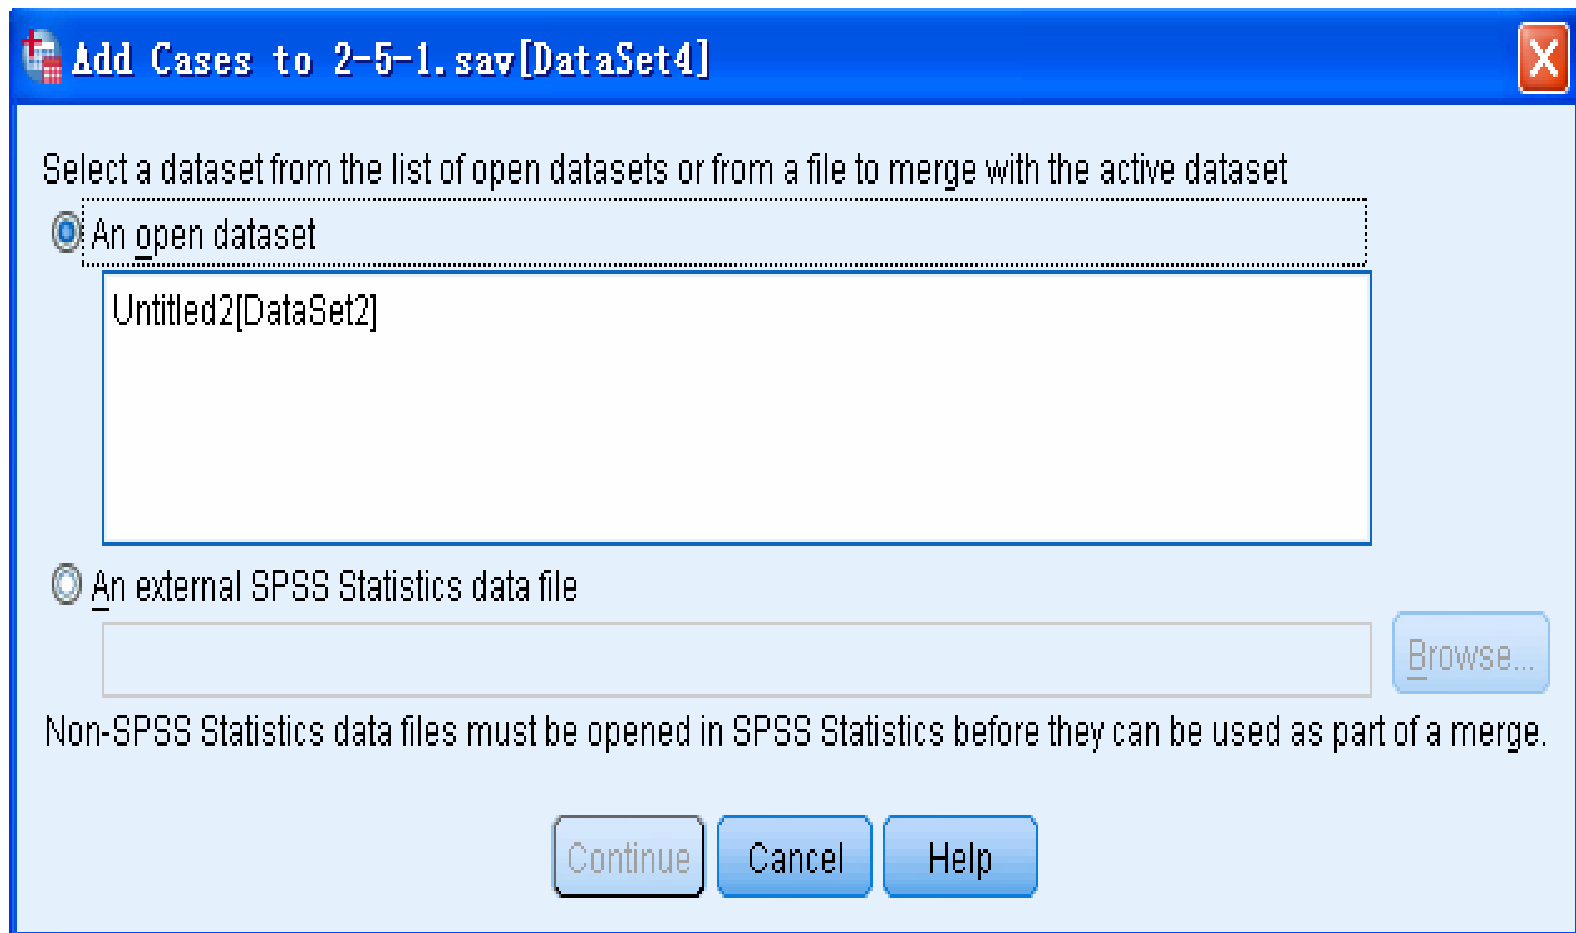 Add Cases to 2-5-1.sav[DataSet4]
Select a dataset from the list of open datasets or from a file to merge with the active dataset
An open dataset
Untitled2[DataSet2]
An external SPSS Statistics data file
Browse...
Non-SPSS Statistics data files must be opened in SPSS Statistics before they can be used as part of a merge.
Continue Cancel Help